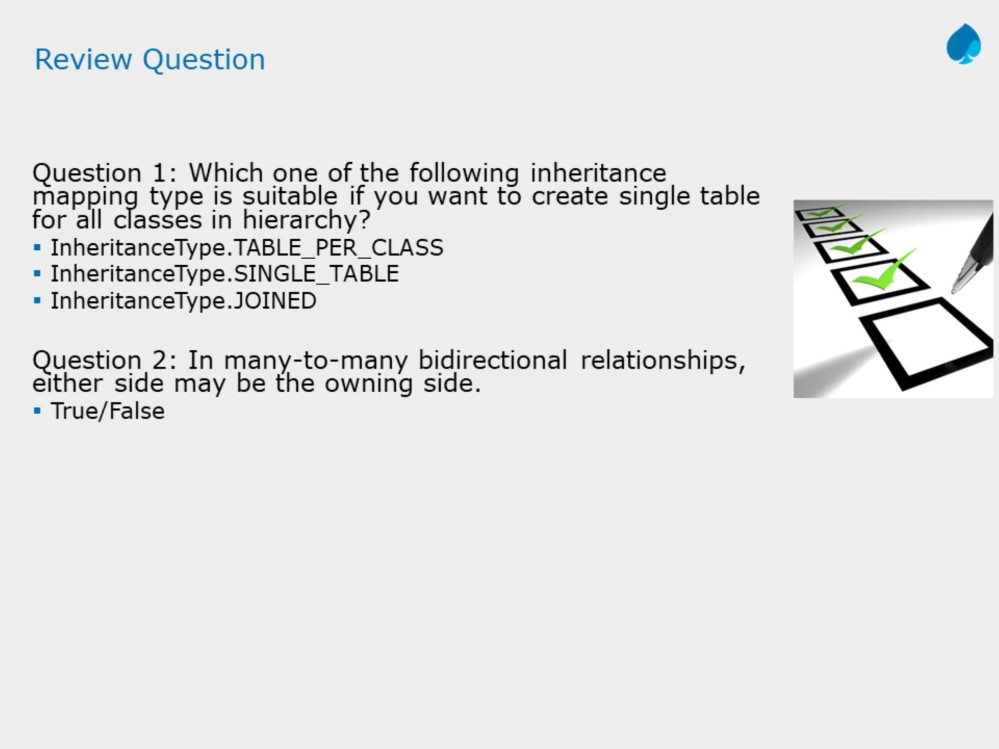 Review Question
Question 1: Which one of the following inheritance
mapping type is suitable if you want to create single table
for all classes in hierarchy?
▪ InheritanceType.TABLE_PER_CLASS
▪ InheritanceType.SINGLE_TABLE
▪ InheritanceType.JOINED
Question 2: In many-to-many bidirectional relationships,
either side may be the owning side.
▪ True/False